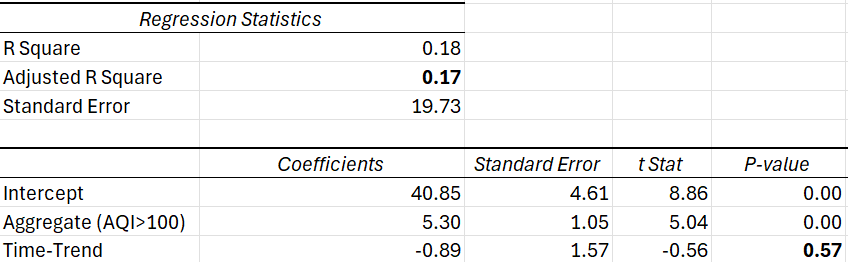 Regression Statistics
R Square 0.18
Adjusted R Square 0.17
Standard Error 19.73
Coefficients Standard Error t Stat P-value
Intercept 40.85 4.61 8.86 0.00
Aggregate (AQI>100) 5.30 1.05 5.04 0.00
Time-Trend -0.89 1.57 -0.56 0.57